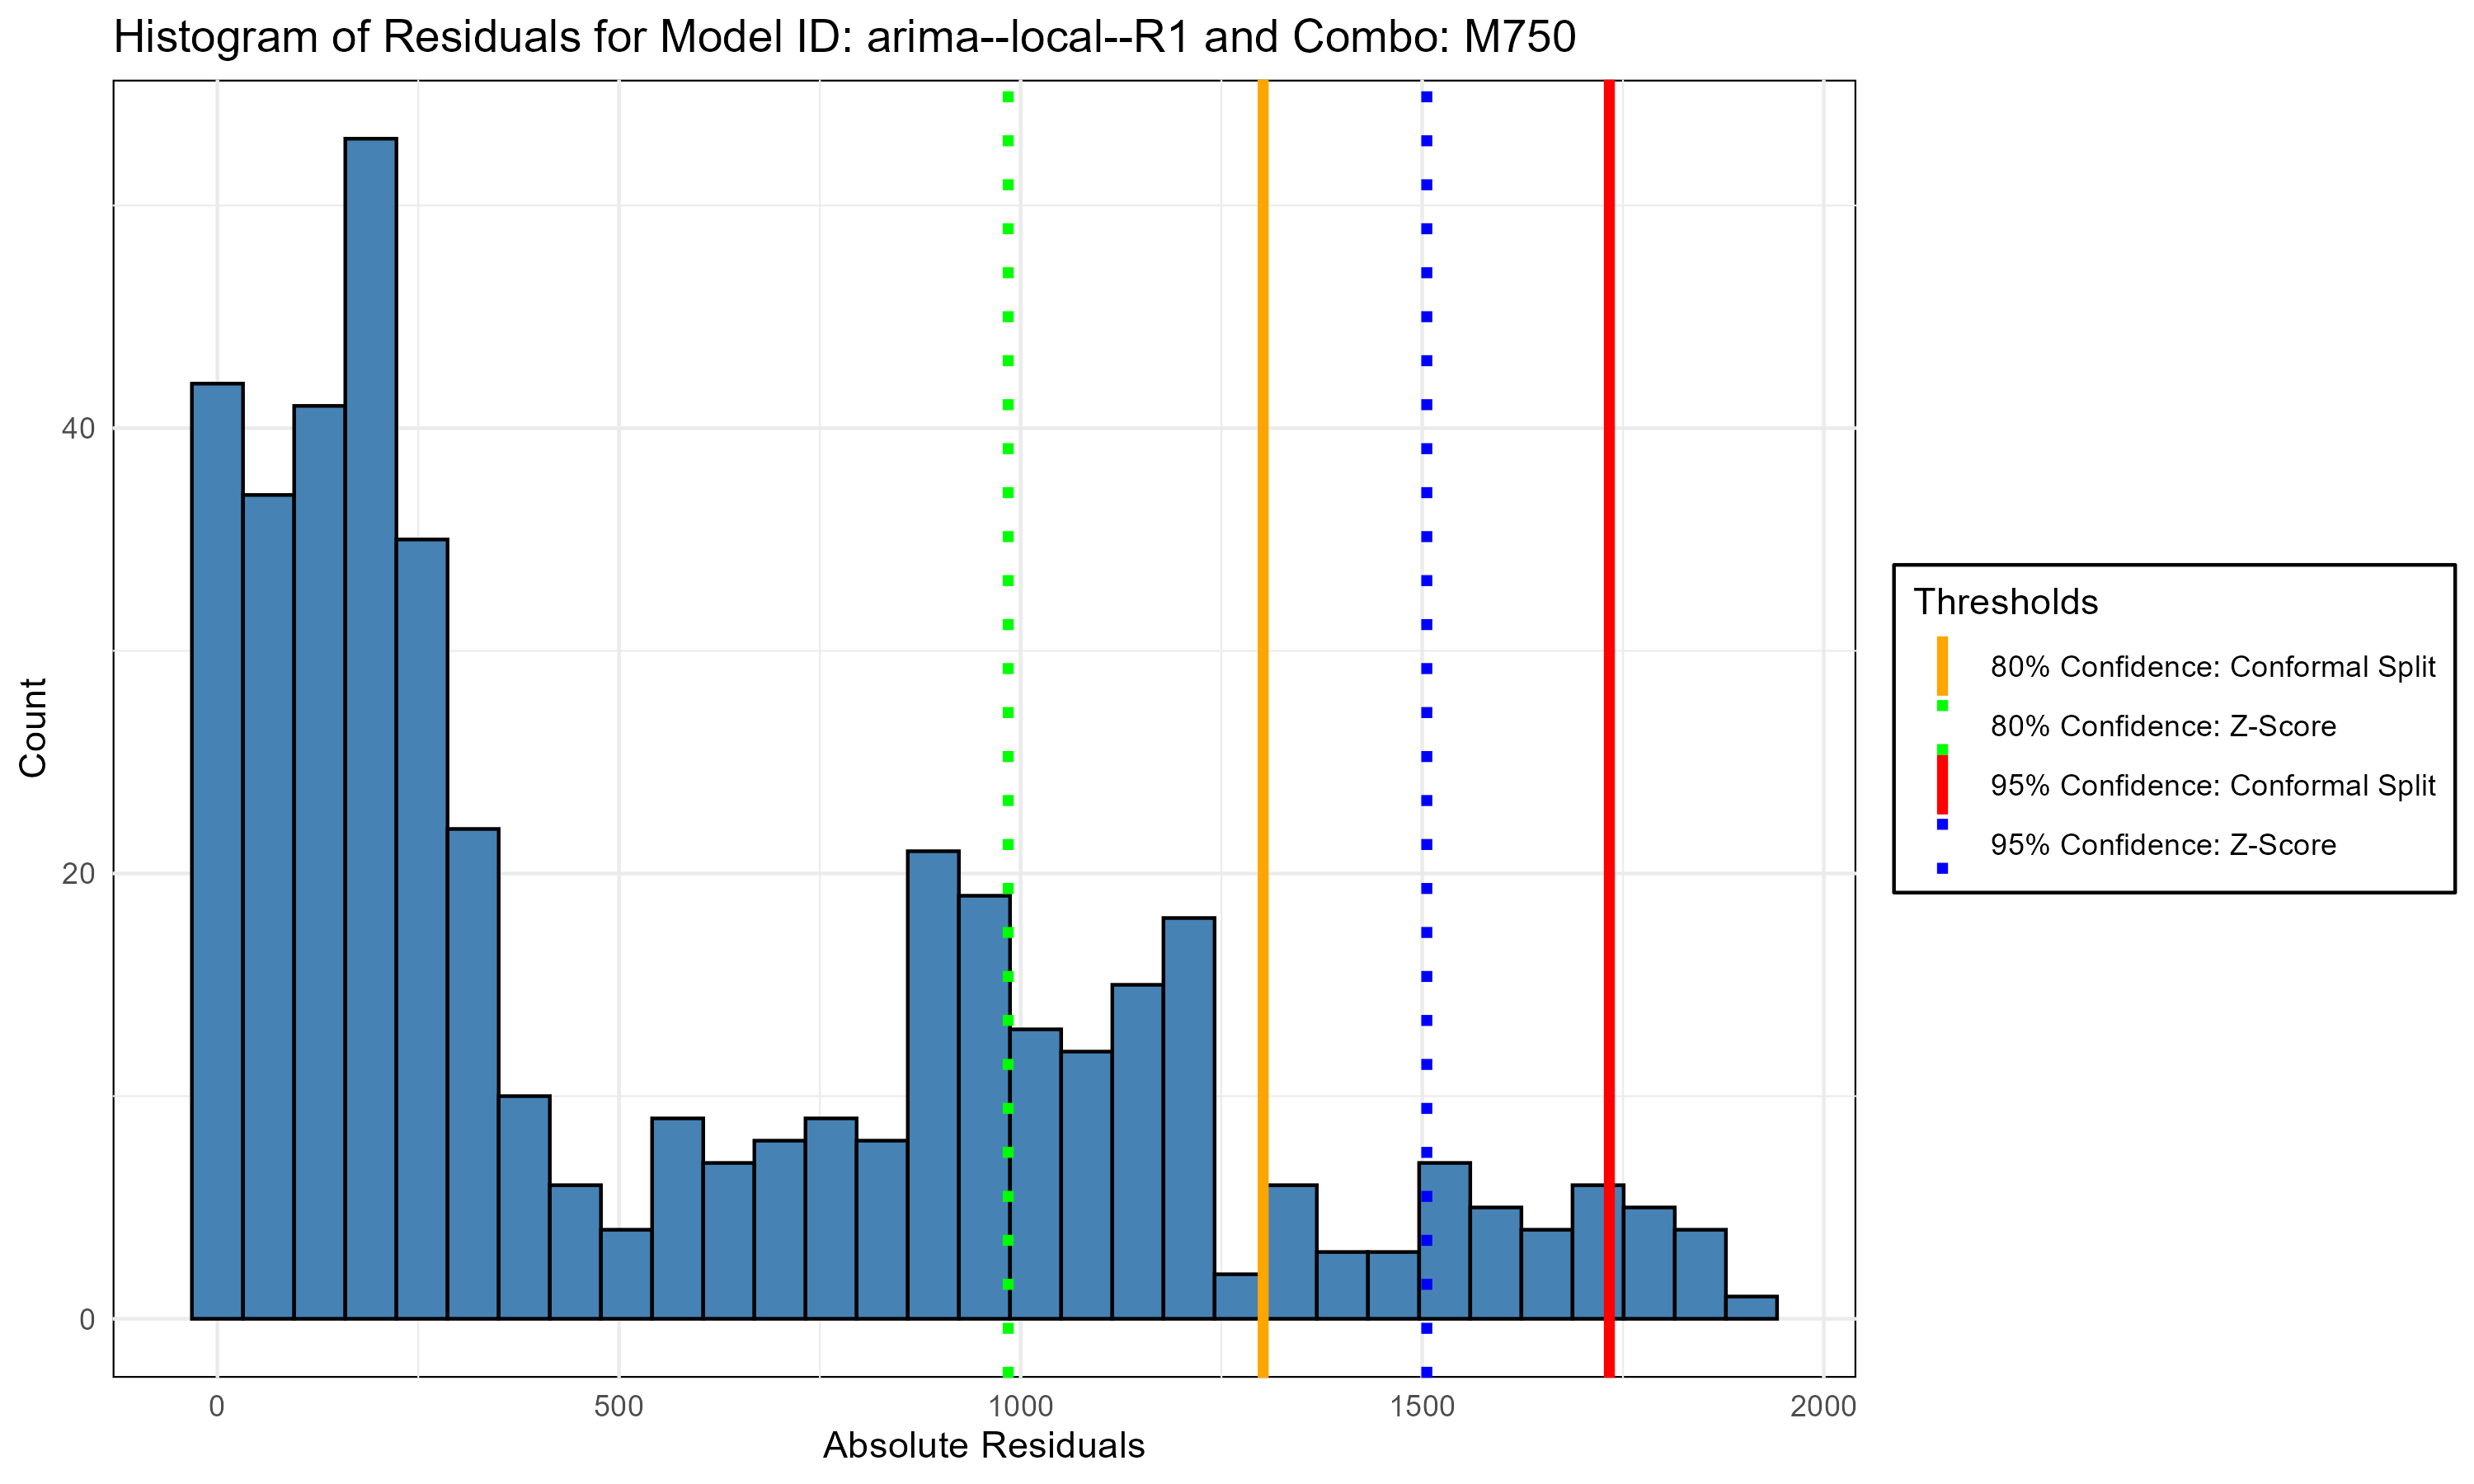 Histogram of Residuals for Model ID: arima--local--R1 and Combo: M750
Count
40
20
0
0
500
1000
1500
2000
Absolute Residuals
Thresholds
80% Confidence: Conformal Split
80% Confidence: Z-Score
95% Confidence: Conformal Split
95% Confidence: Z-Score